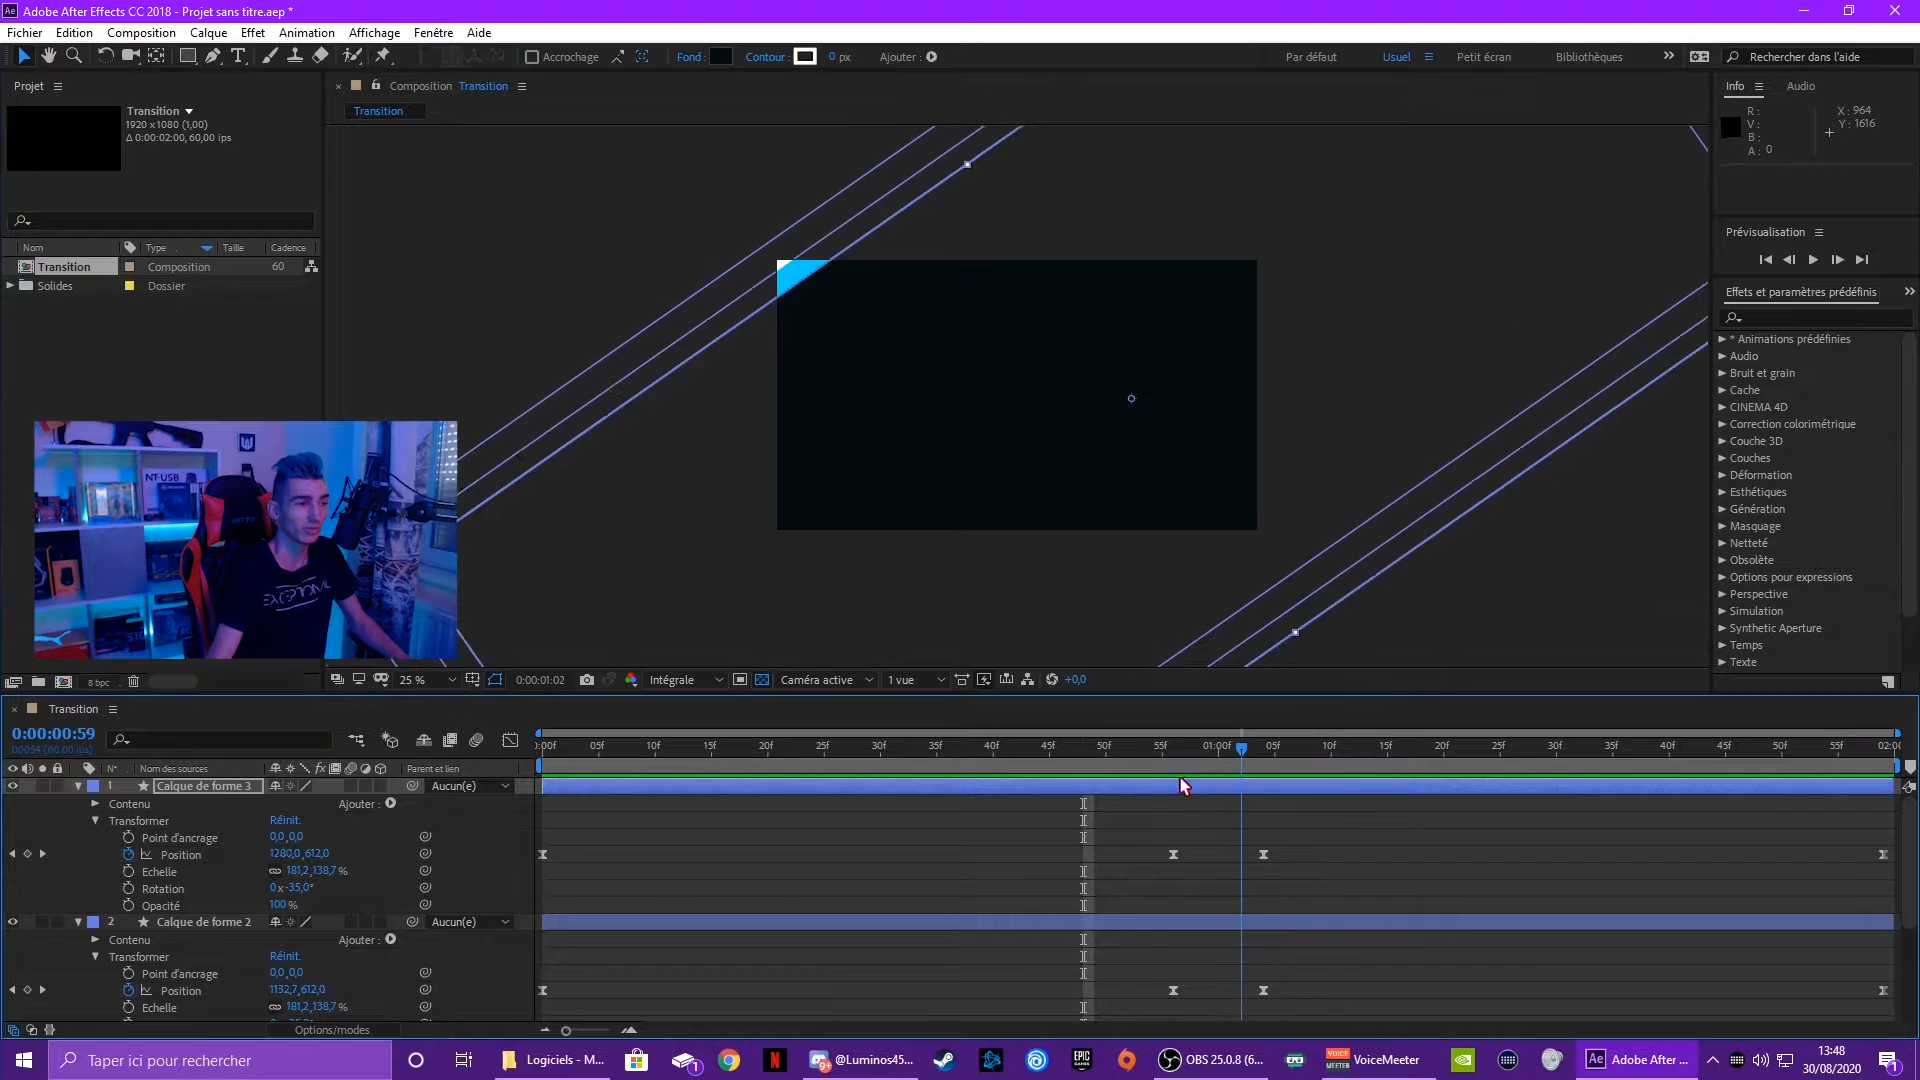 Adobe After Effects CC 2018 - Projet sans titre.aep *
Fichier Edition Composition Calque Effet Animation Affichage Fenêtre Aide
Accrochage Fond : Contour : 0 px Ajouter : Par défaut Usuel Petit écran Bibliothèques Rechercher dans l'aide
Projet
Transition
1920 x1080 (1,00)
Δ 0:00:02:00, 60,00 ips
Nom Type Taille Cadence
Transition Composition 60
Solides Dossier
8 bpc
Composition Transition
Transition
NT-USB
25 % 0:00:01:02 Intégrale Caméra active 1 vue +0,0
Info Audio
R :
V :
B :
A : 0
X : 964
Y : 1616
Prévisualisation
Effets et paramètres prédéfinis
* Animations prédéfinies
Audio
Bruit et grain
Cache
CINEMA 4D
Correction colorimétrique
Couche 3D
Couches
Déformation
Esthétiques
Génération
Masquage
Netteté
Obsolète
Options pour expressions
Perspective
Simulation
Synthetic Aperture
Temps
Texte
Transition
0:00:00:59
:00f 05f 10f 15f 20f 25f 30f 35f 40f 45f 50f 55f 01:00f 05f 10f 15f 20f 25f 30f 35f 40f 45f 50f 55f 02:00
N° Nom des sources fx Parent et lien
1 Calque de forme 3 Aucun(e)
Contenu Ajouter :
Transformer Réinit.
Point d'ancrage 0,0,0,0
Position 1280,0,612,0
Echelle 181,2,138,7 %
Rotation 0 x -35,0°
Opacité 100 %
2 Calque de forme 2 Aucun(e)
Contenu Ajouter :
Transformer Réinit.
Point d'ancrage 0,0,0,0
Position 1132,7,612,0
Echelle 181,2,138,7 %
Options/modes
Taper ici pour rechercher
Logiciels - M...
@Luminos45...
OBS 25.0.8 (6...
VoiceMeeter
Adobe After ...
13:48
30/08/2020